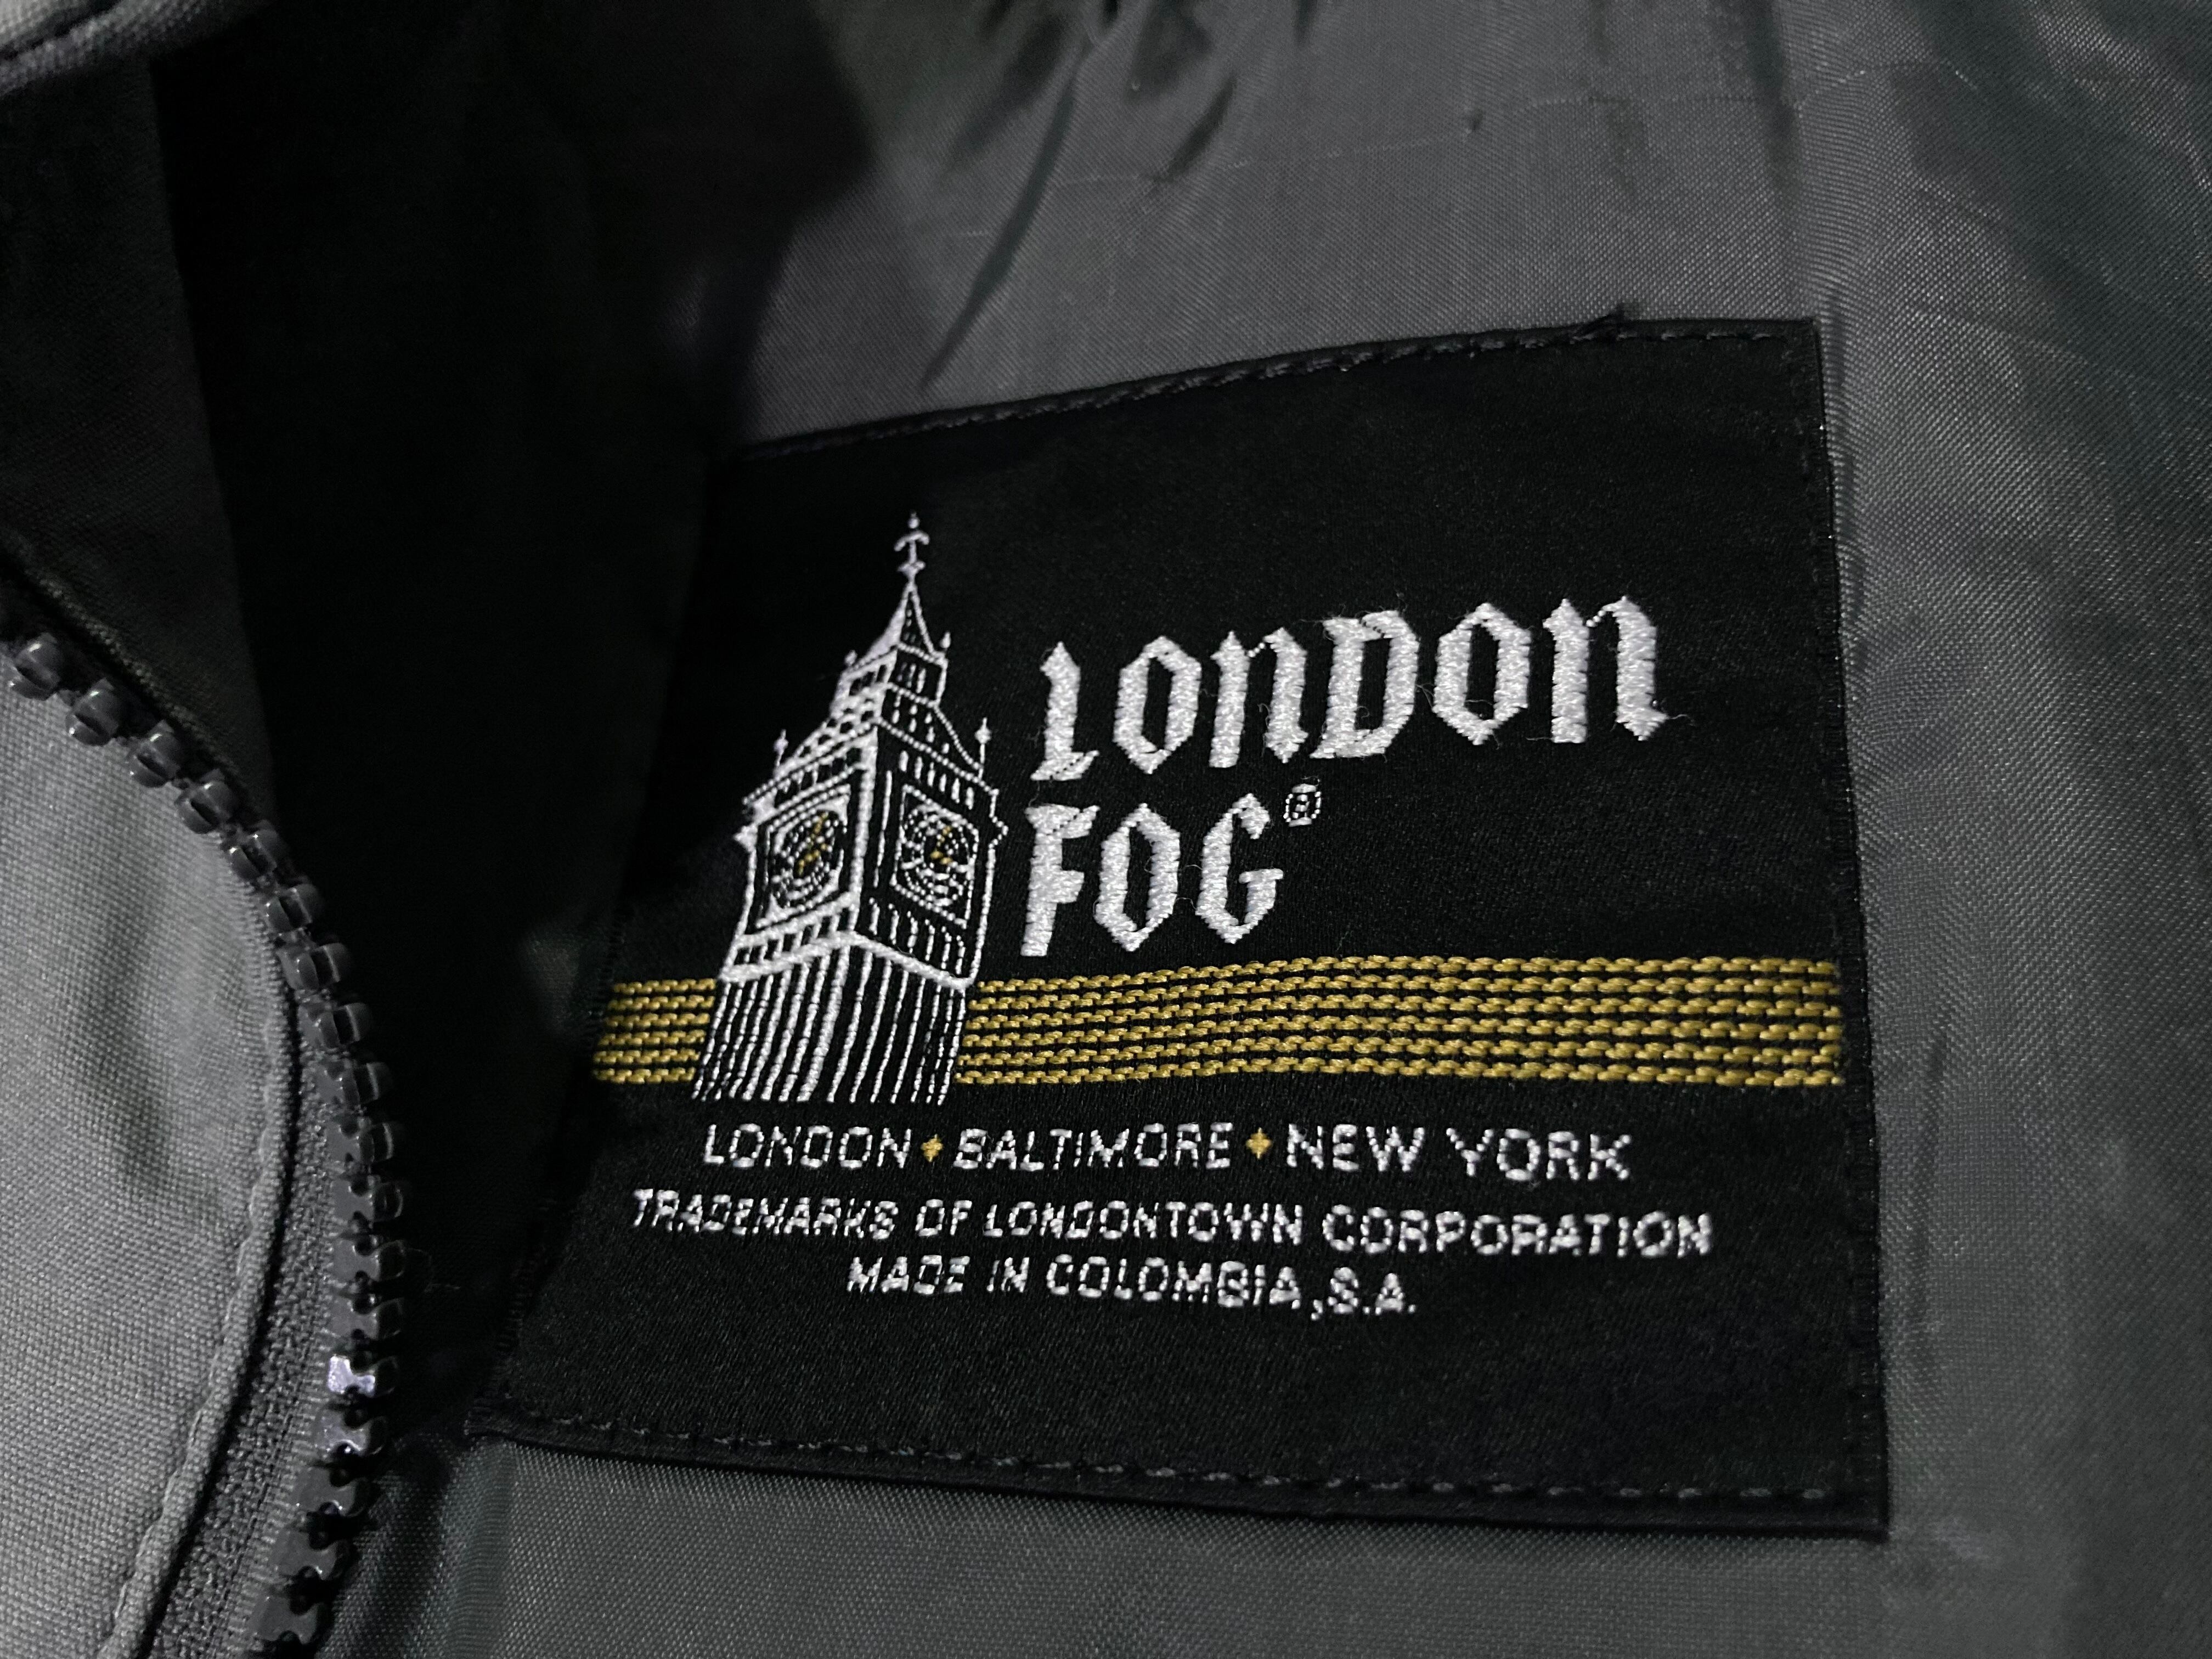 LONDON
FOG®
LONDON ♦ BALTIMORE ♦ NEW YORK
TRADEMARKS OF LONDONTOWN CORPORATION
MADE IN COLOMBIA, S.A.